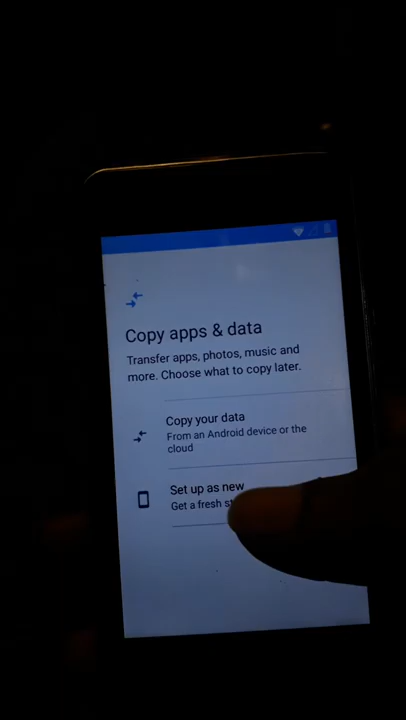 Copy apps & data
Transfer apps, photos, music and
more. Choose what to copy later.
Copy your data
From an Android device or the
cloud
Set up as new
Get a fresh